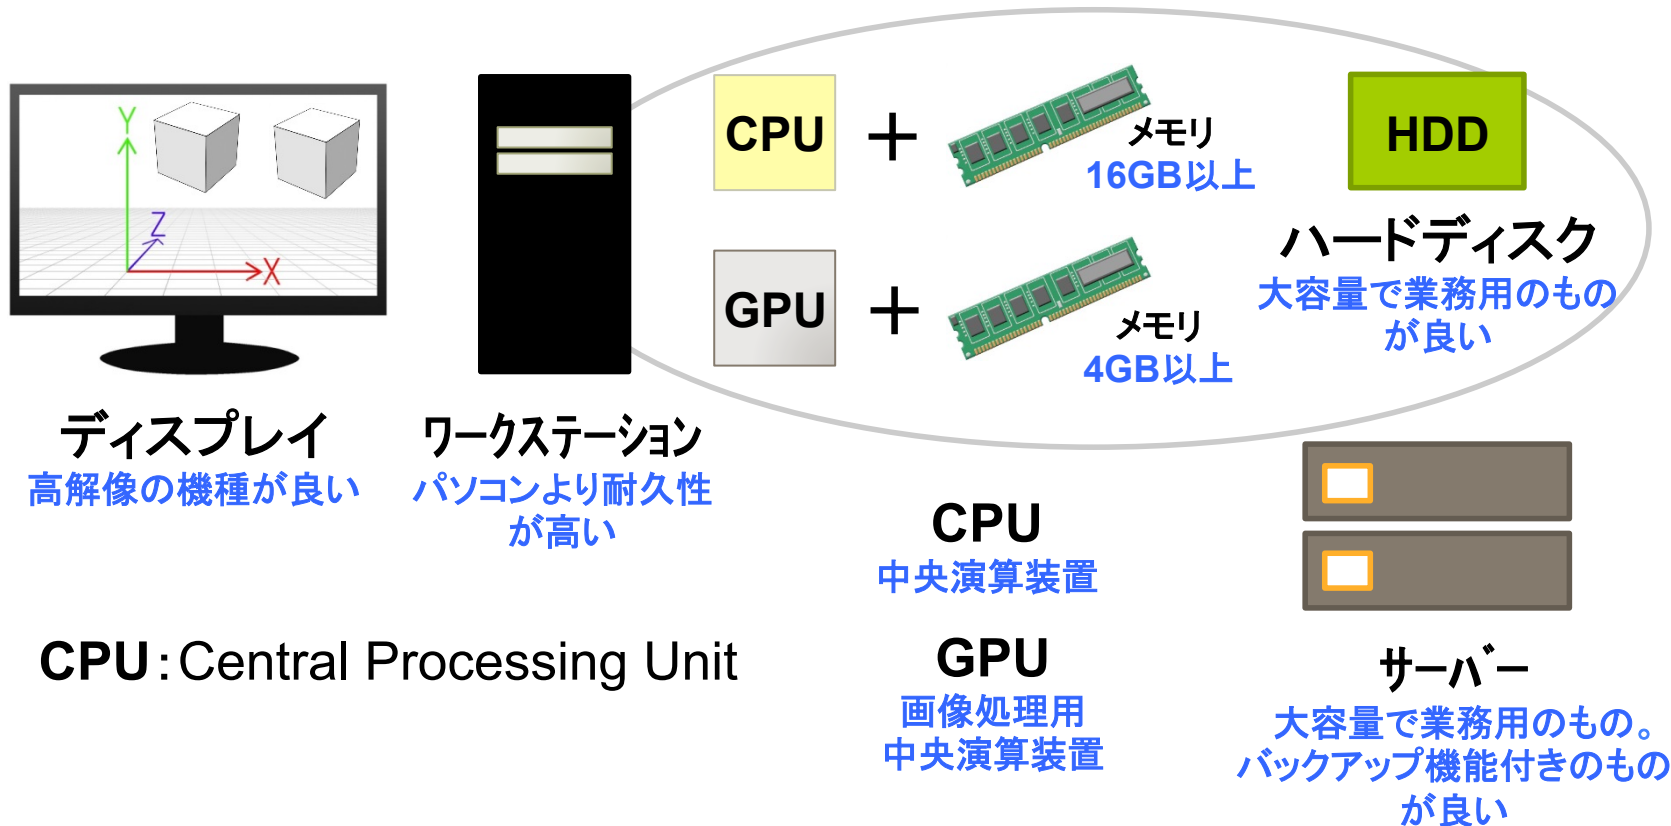 Y
Z
X
CPU
＋
メモリ
16GB以上
HDD
ハードディスク
大容量で業務用のもの
が良い
GPU
＋
メモリ
4GB以上
ディスプレイ
高解像の機種が良い
ワークステーション
パソコンより耐久性
が高い
CPU
中央演算装置
CPU：Central Processing Unit
GPU
画像処理用
中央演算装置
サーバー
大容量で業務用のもの。
バックアップ機能付きのもの
が良い